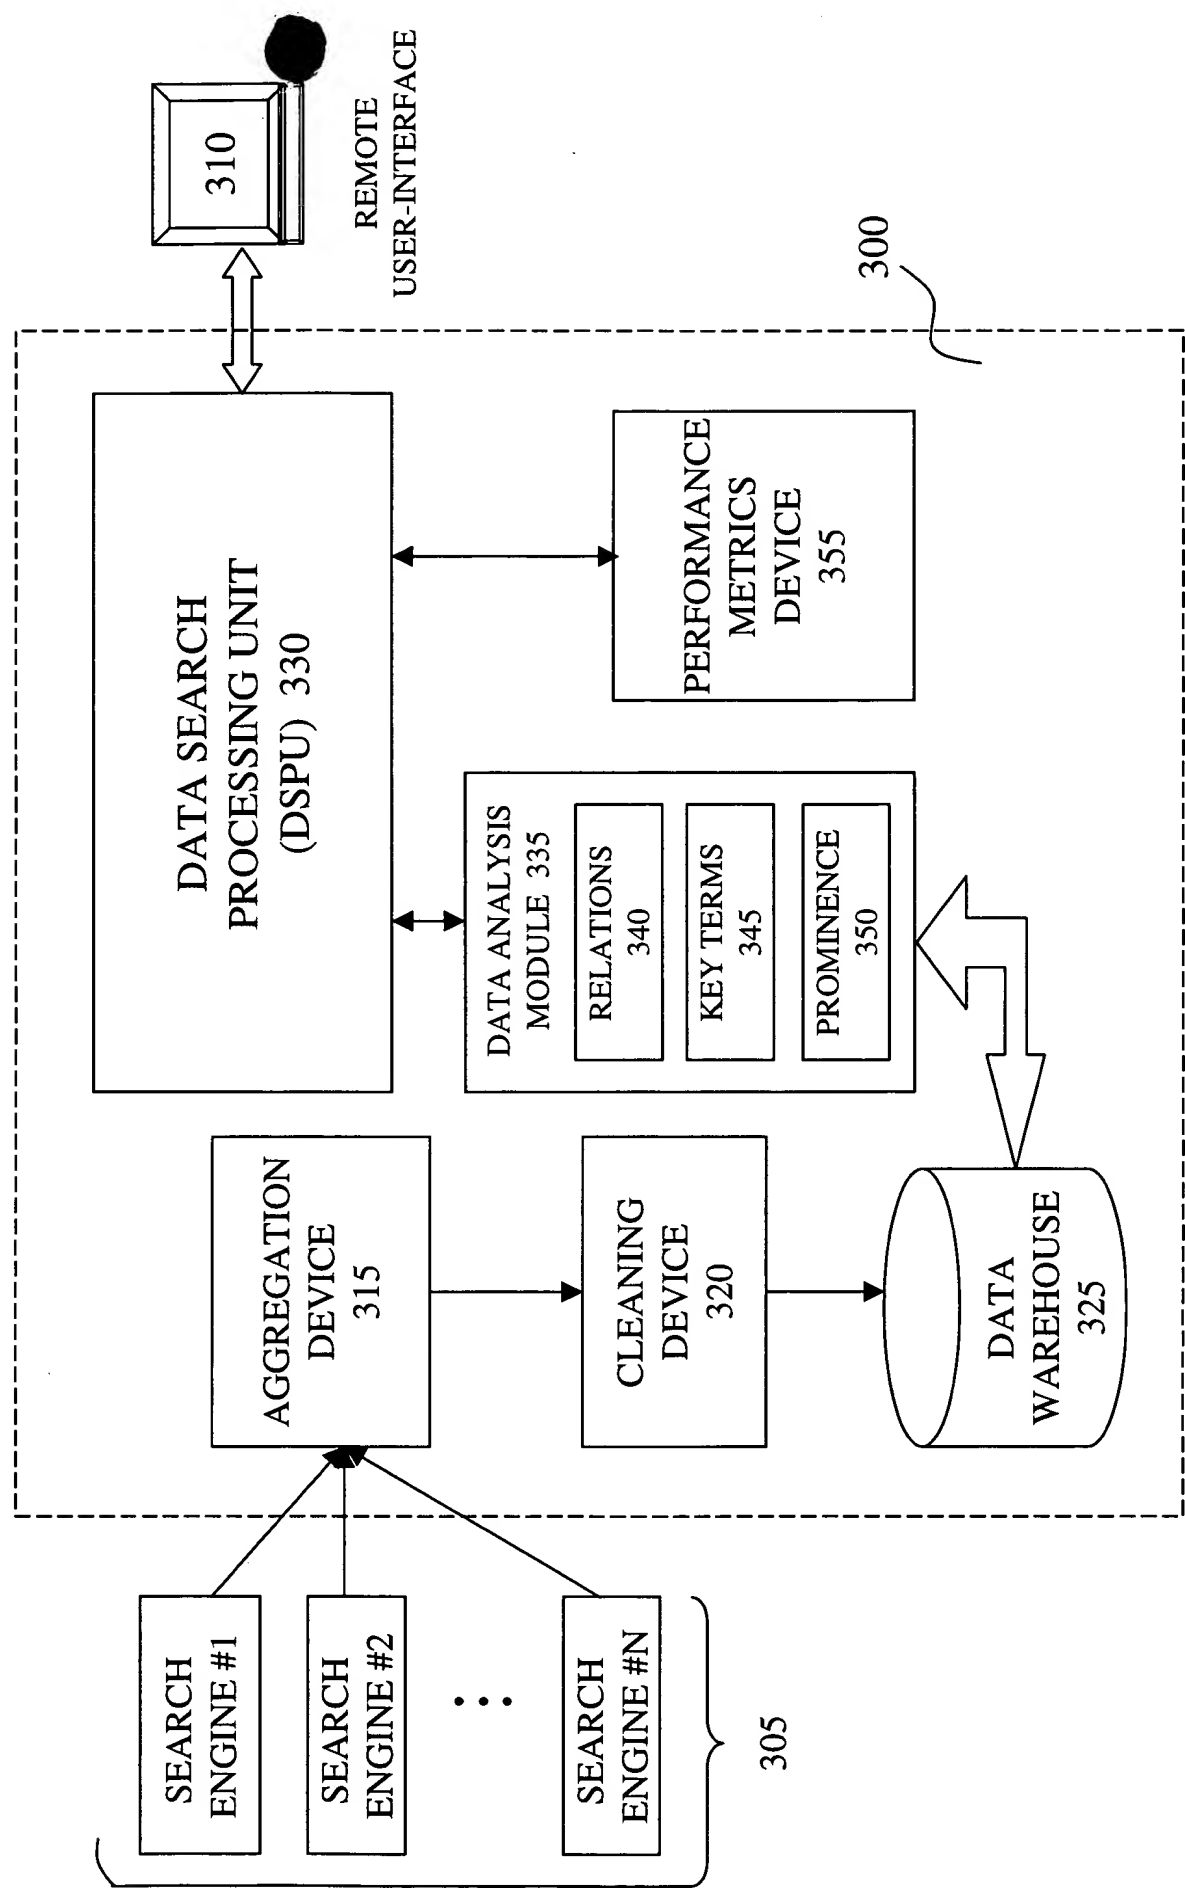 SEARCH
ENGINE #1
SEARCH
ENGINE #2
• • •
SEARCH
ENGINE #N
305
AGGREGATION
DEVICE
315
CLEANING
DEVICE
320
DATA
WAREHOUSE
325
DATA SEARCH
PROCESSING UNIT
(DSPU) 330
DATA ANALYSIS
MODULE 335
RELATIONS
340
KEY TERMS
345
PROMINENCE
350
PERFORMANCE
METRICS
DEVICE
355
310
REMOTE
USER-INTERFACE
300